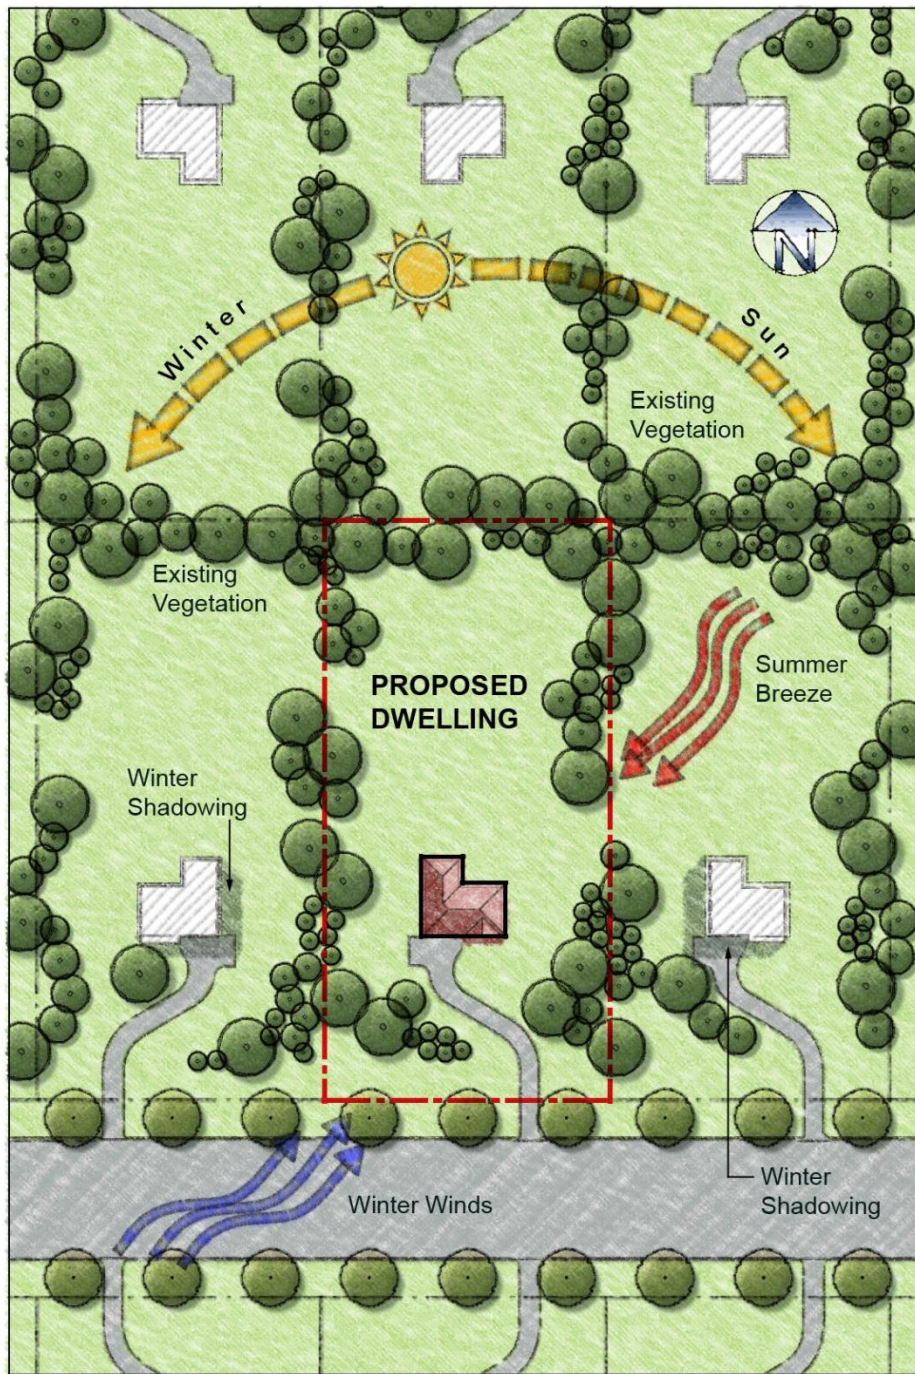 N
Winter
Sun
Existing
Vegetation
Existing
Vegetation
Summer
Breeze
PROPOSED
DWELLING
Winter
Shadowing
Winter Winds
Winter
Shadowing